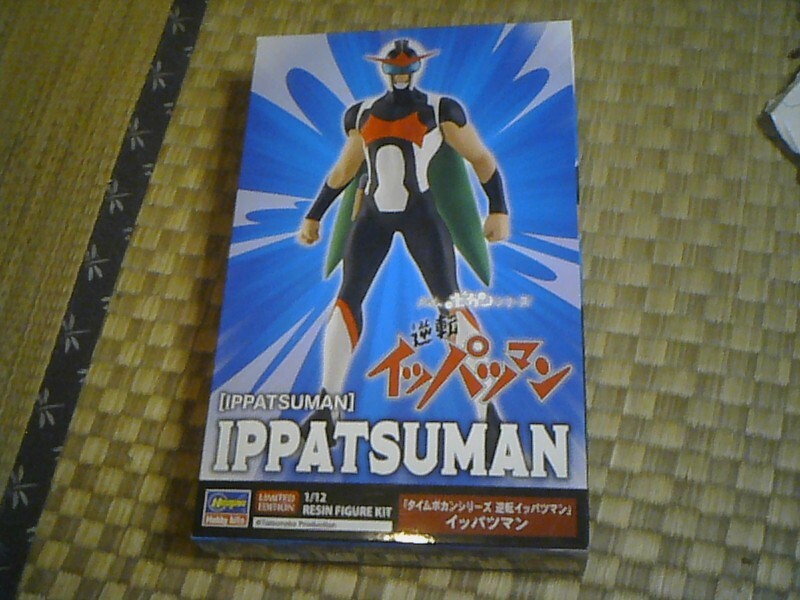 タイムボカンシリーズ
逆転
イッパツマン
[IPPATSUMAN]
IPPATSUMAN
Hasegawa
Hobby kits
LIMITED
EDITION
1/12
RESIN FIGURE KIT
©Tatsunoko Production
「タイムボカンシリーズ 逆転イッパツマン」
イッパツマン